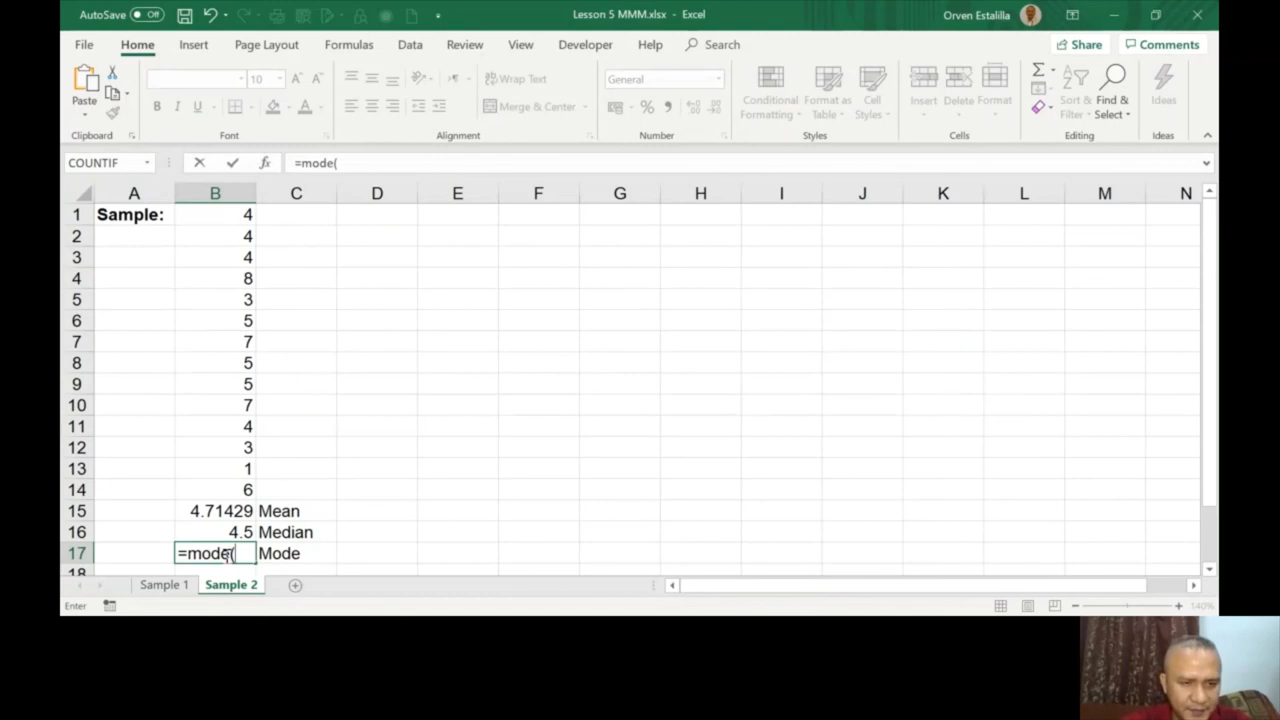 AutoSave Off Lesson 5 MMM.xlsx - Excel Orven Estalilla
File Home Insert Page Layout Formulas Data Review View Developer Help Search Share Comments
Paste
10
General
Wrap Text
Merge & Center
Conditional Formatting
Format as Table
Cell Styles
Insert Delete Format
Sort & Filter
Find & Select
Ideas
Clipboard Font Alignment Number Styles Cells Editing Ideas
COUNTIF fx =mode(
A B C D E F G H I J K L M N
1 Sample: 4
2 4
3 4
4 8
5 3
6 5
7 7
8 5
9 5
10 7
11 4
12 3
13 1
14 6
15 4.71429 Mean
16 4.5 Median
17 =mode( Mode
18
Sample 1 Sample 2
Enter 140%